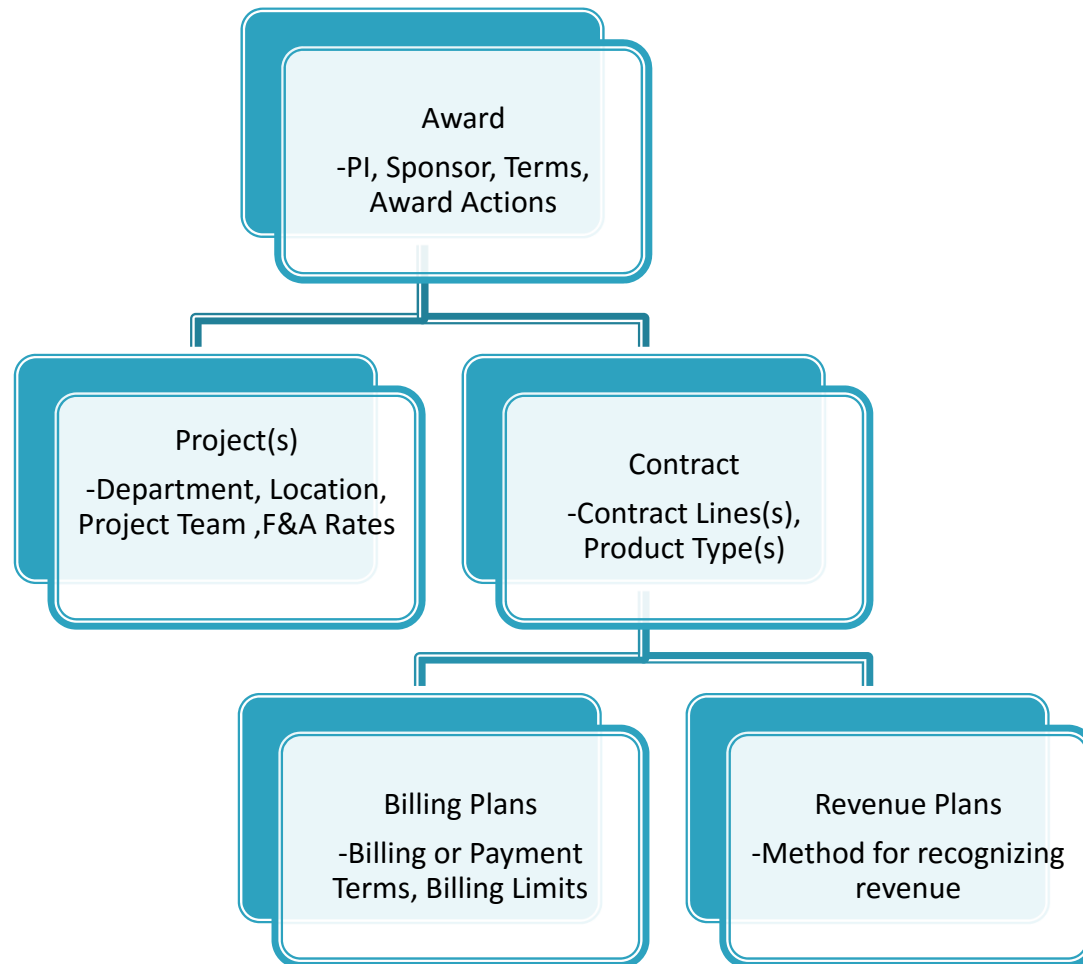 Award
-PI, Sponsor, Terms,
Award Actions
Project(s)
-Department, Location,
Project Team ,F&A Rates
Contract
-Contract Lines(s),
Product Type(s)
Billing Plans
-Billing or Payment
Terms, Billing Limits
Revenue Plans
-Method for recognizing
revenue